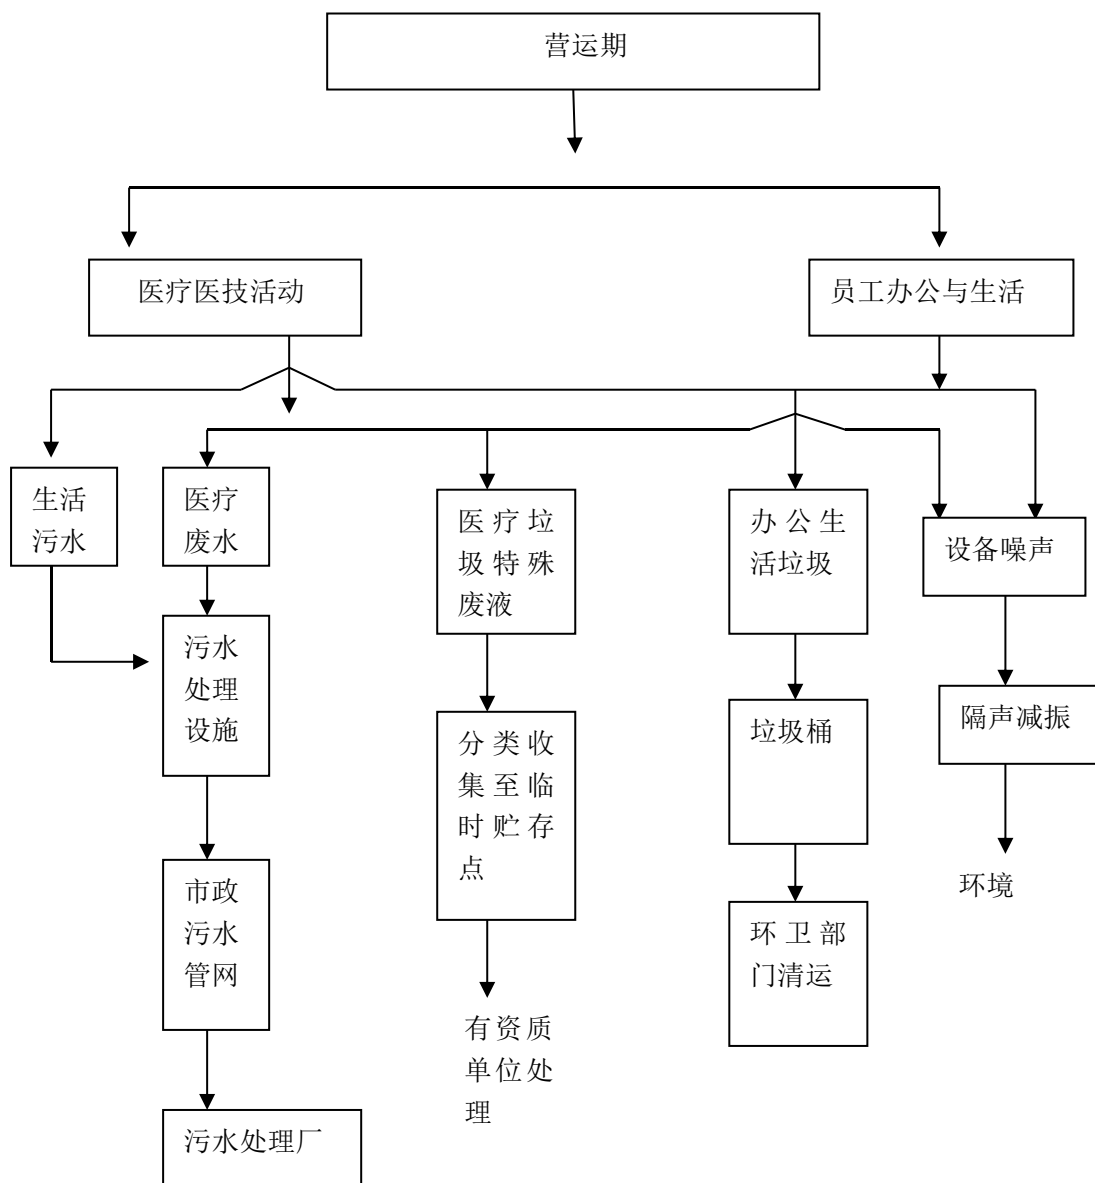 营运期
医疗医技活动
员工办公与生活
生活
污水
医疗
废水
医疗垃
圾特殊
废液
办公生
活垃圾
设备噪声
污水
处理
设施
分类收
集至临
时贮存
点
垃圾桶
隔声减振
市政
污水
管网
环卫部
门清运
环境
有资质
单位处
理
污水处理厂